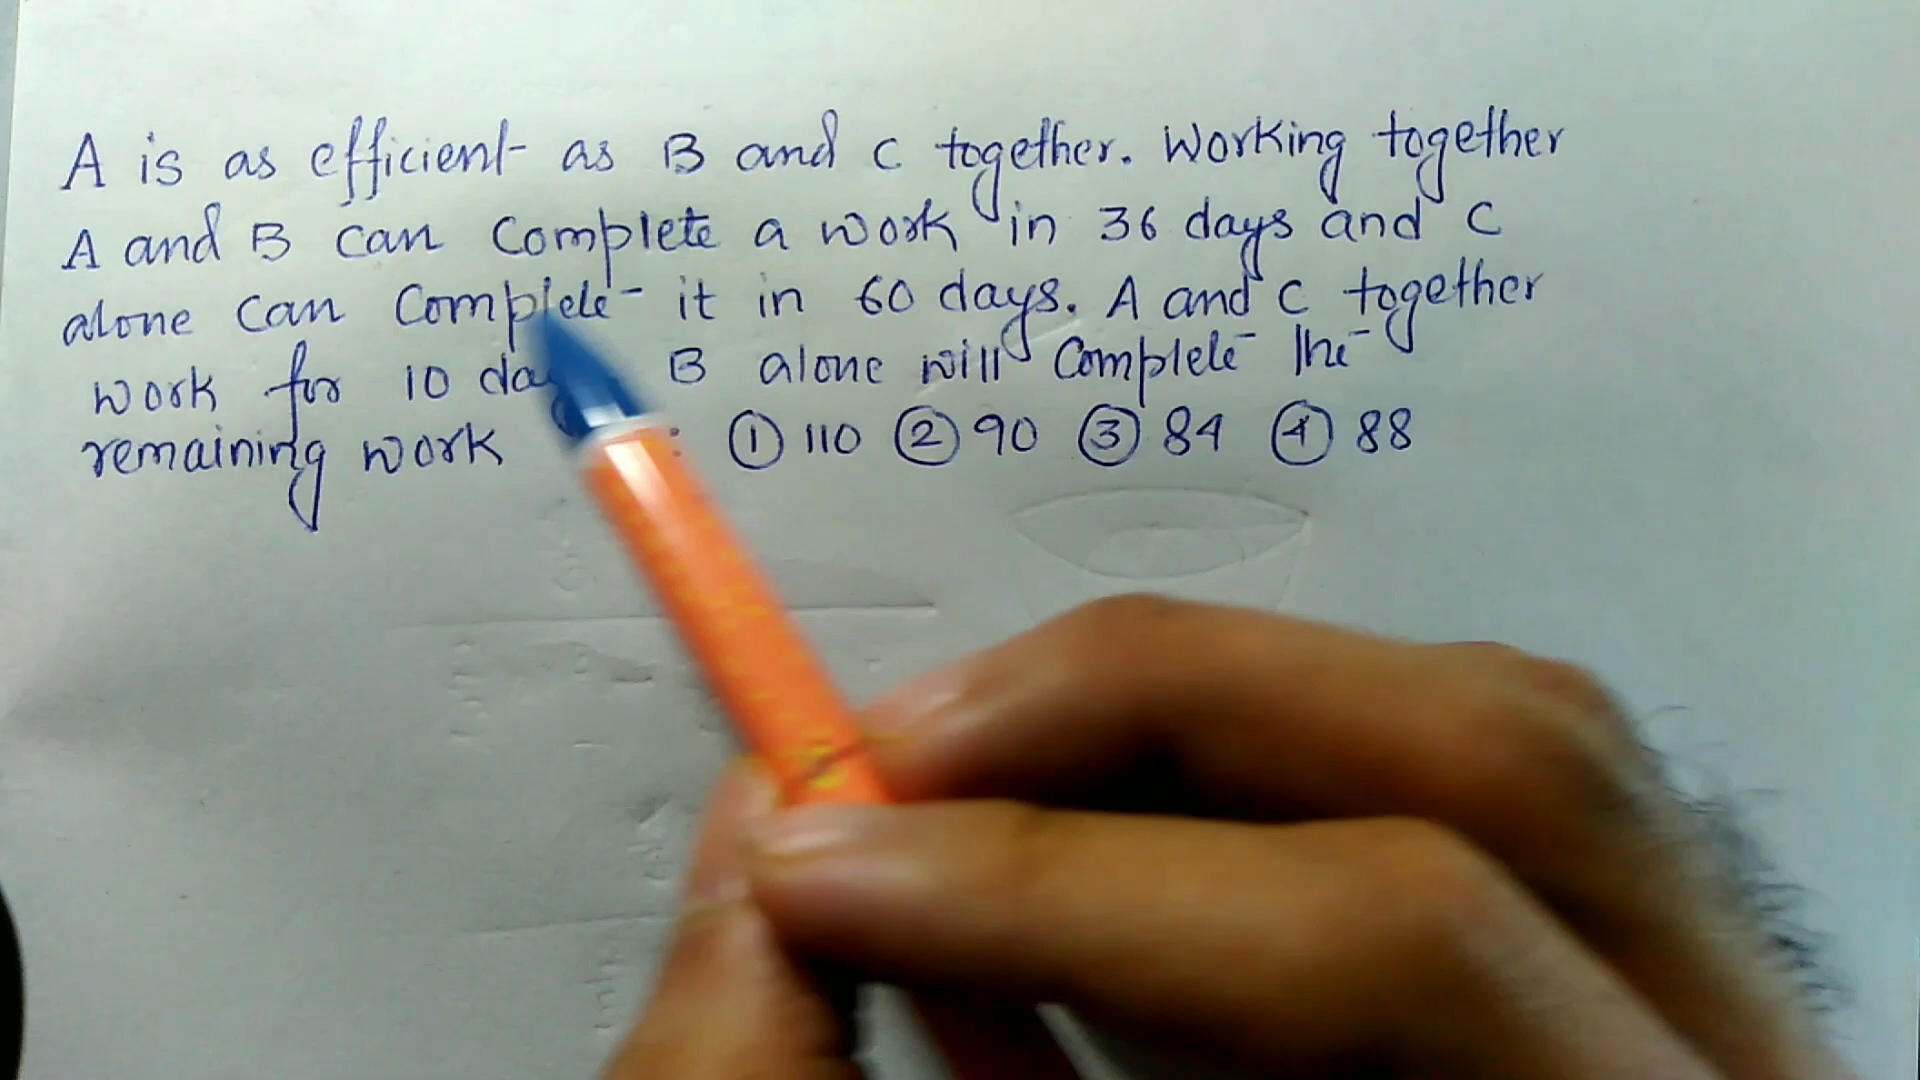 A is as efficient as B and C together. Working together
A and B can complete a work in 36 days and C
alone can complete it in 60 days. A and C together
work for 10 B alone will complete the
remaining work : ① 110 ② 90 ③ 84 ④ 88